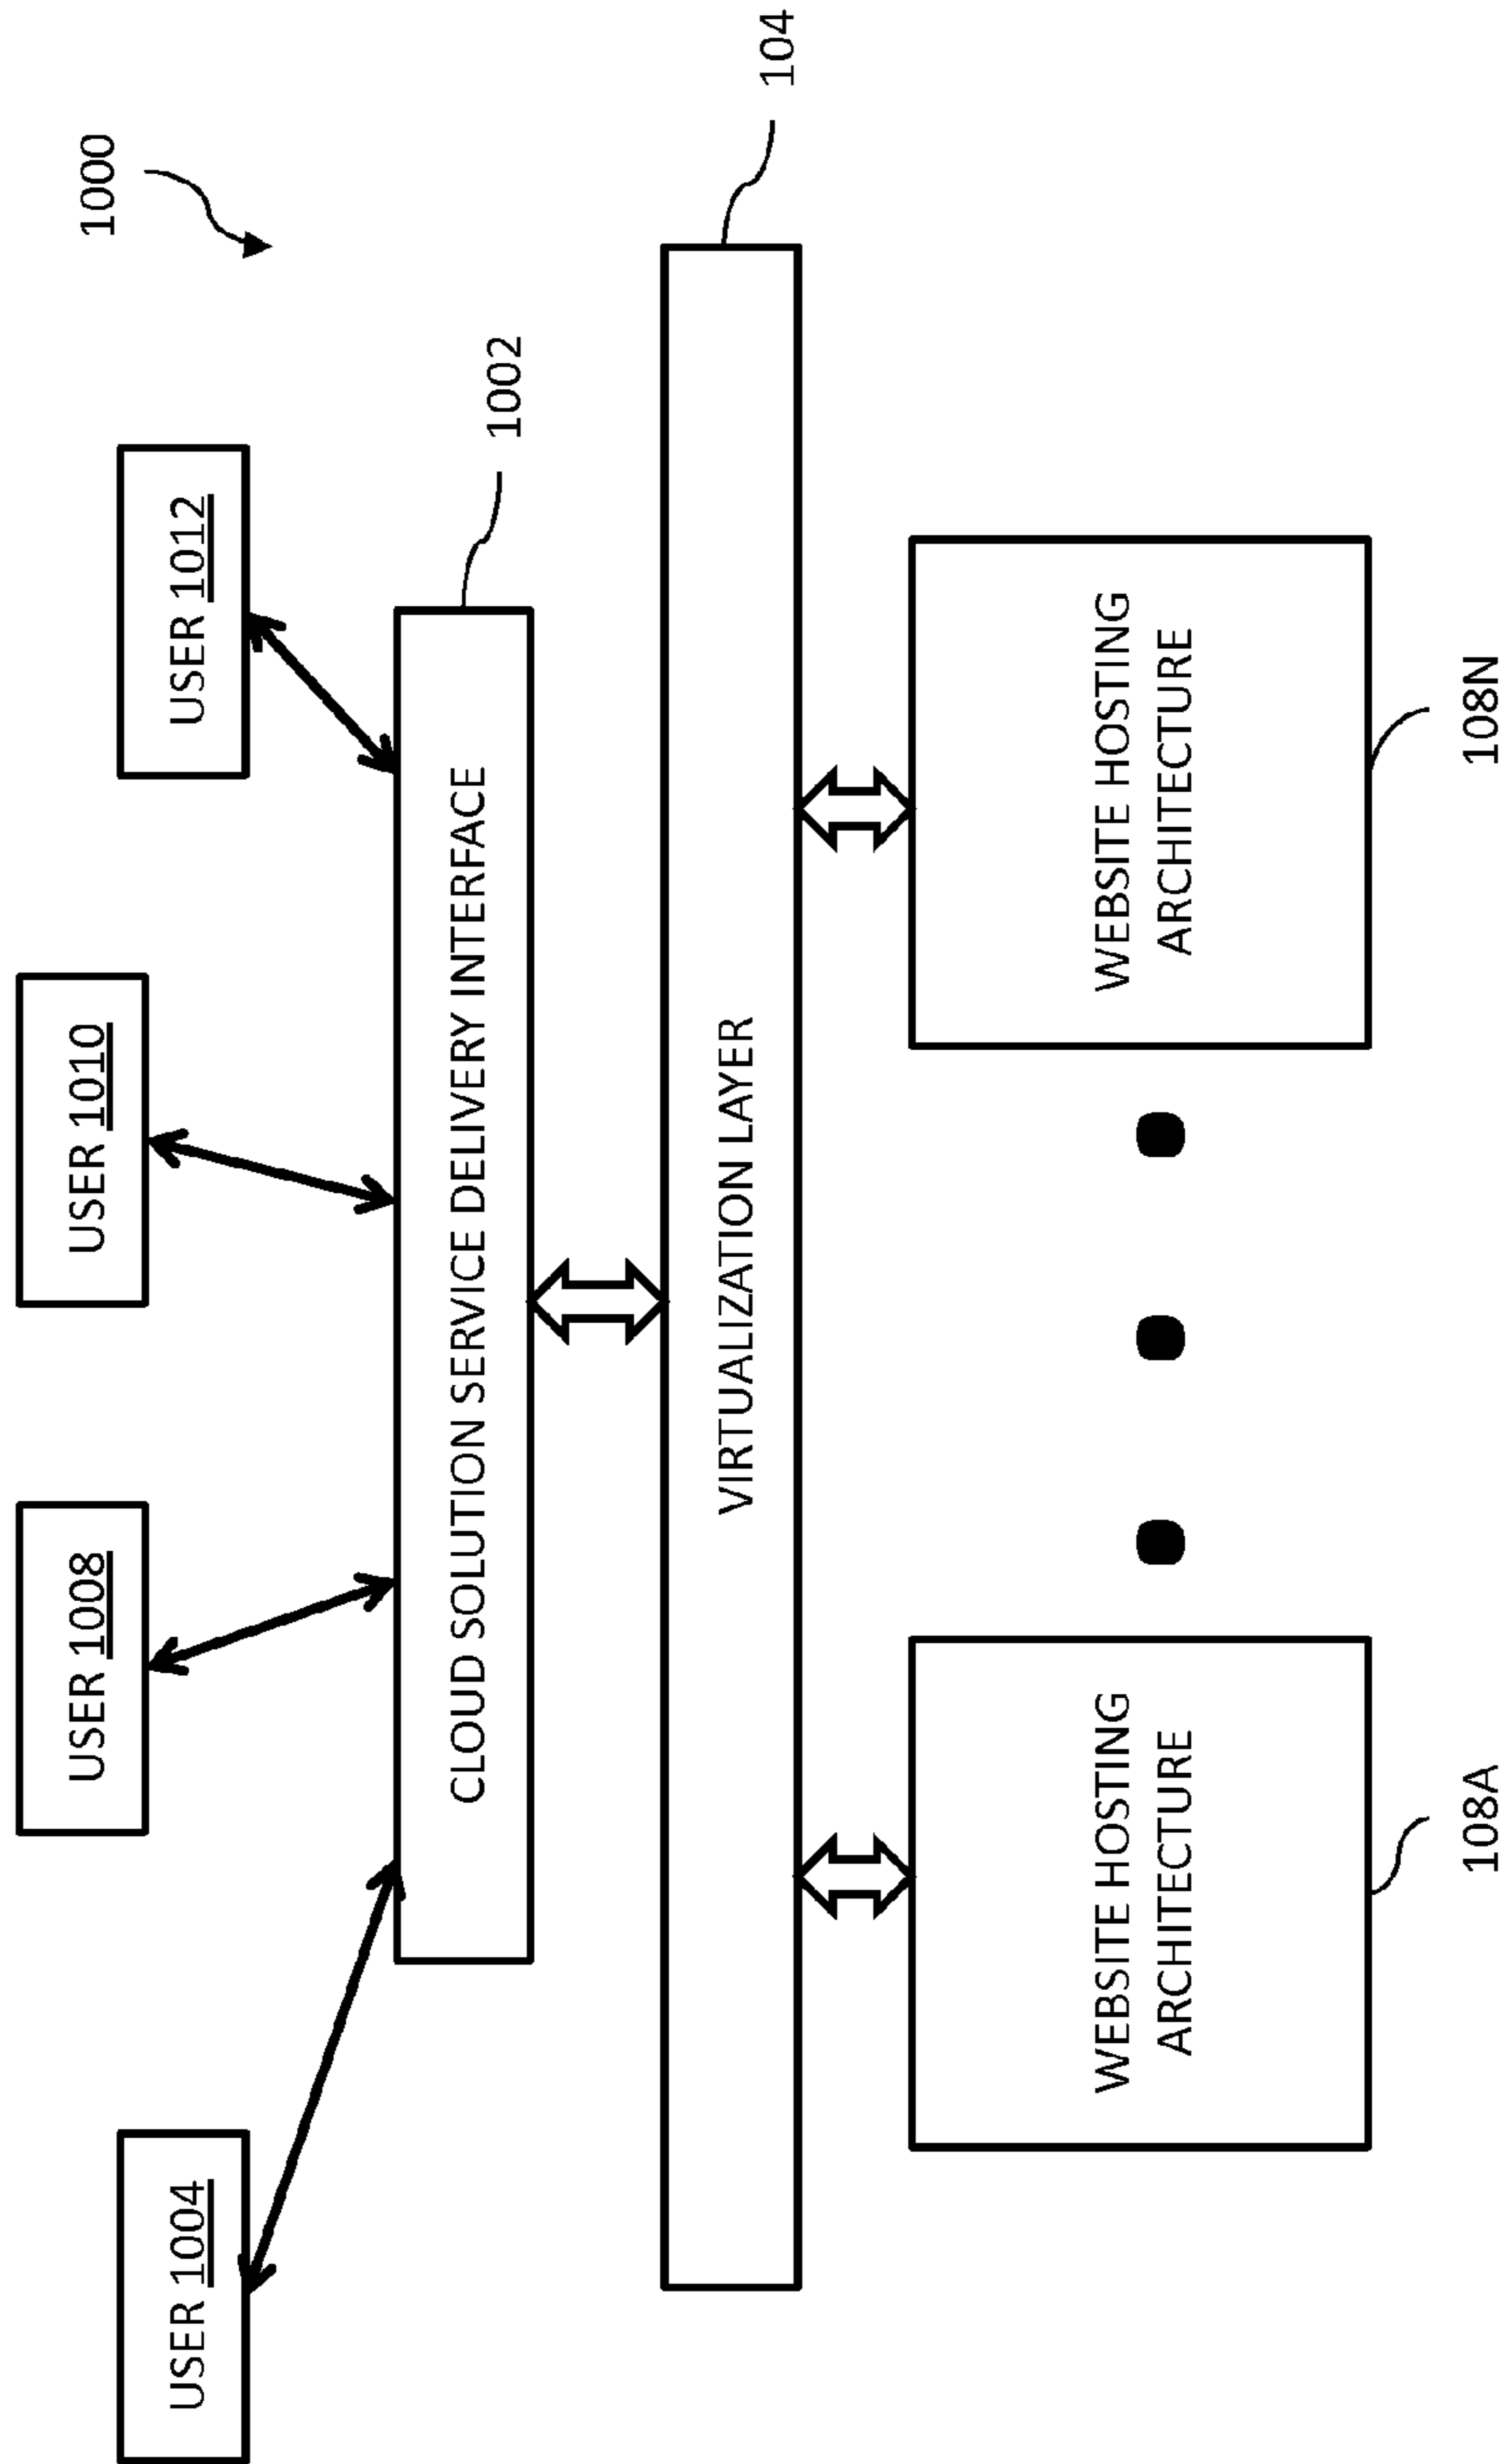 1000
USER 1008
USER 1010
USER 1004
USER 1012
CLOUD SOLUTION SERVICE DELIVERY INTERFACE
1002
VIRTUALIZATION LAYER
104
WEBSITE HOSTING
ARCHITECTURE
WEBSITE HOSTING
ARCHITECTURE
108A
108N